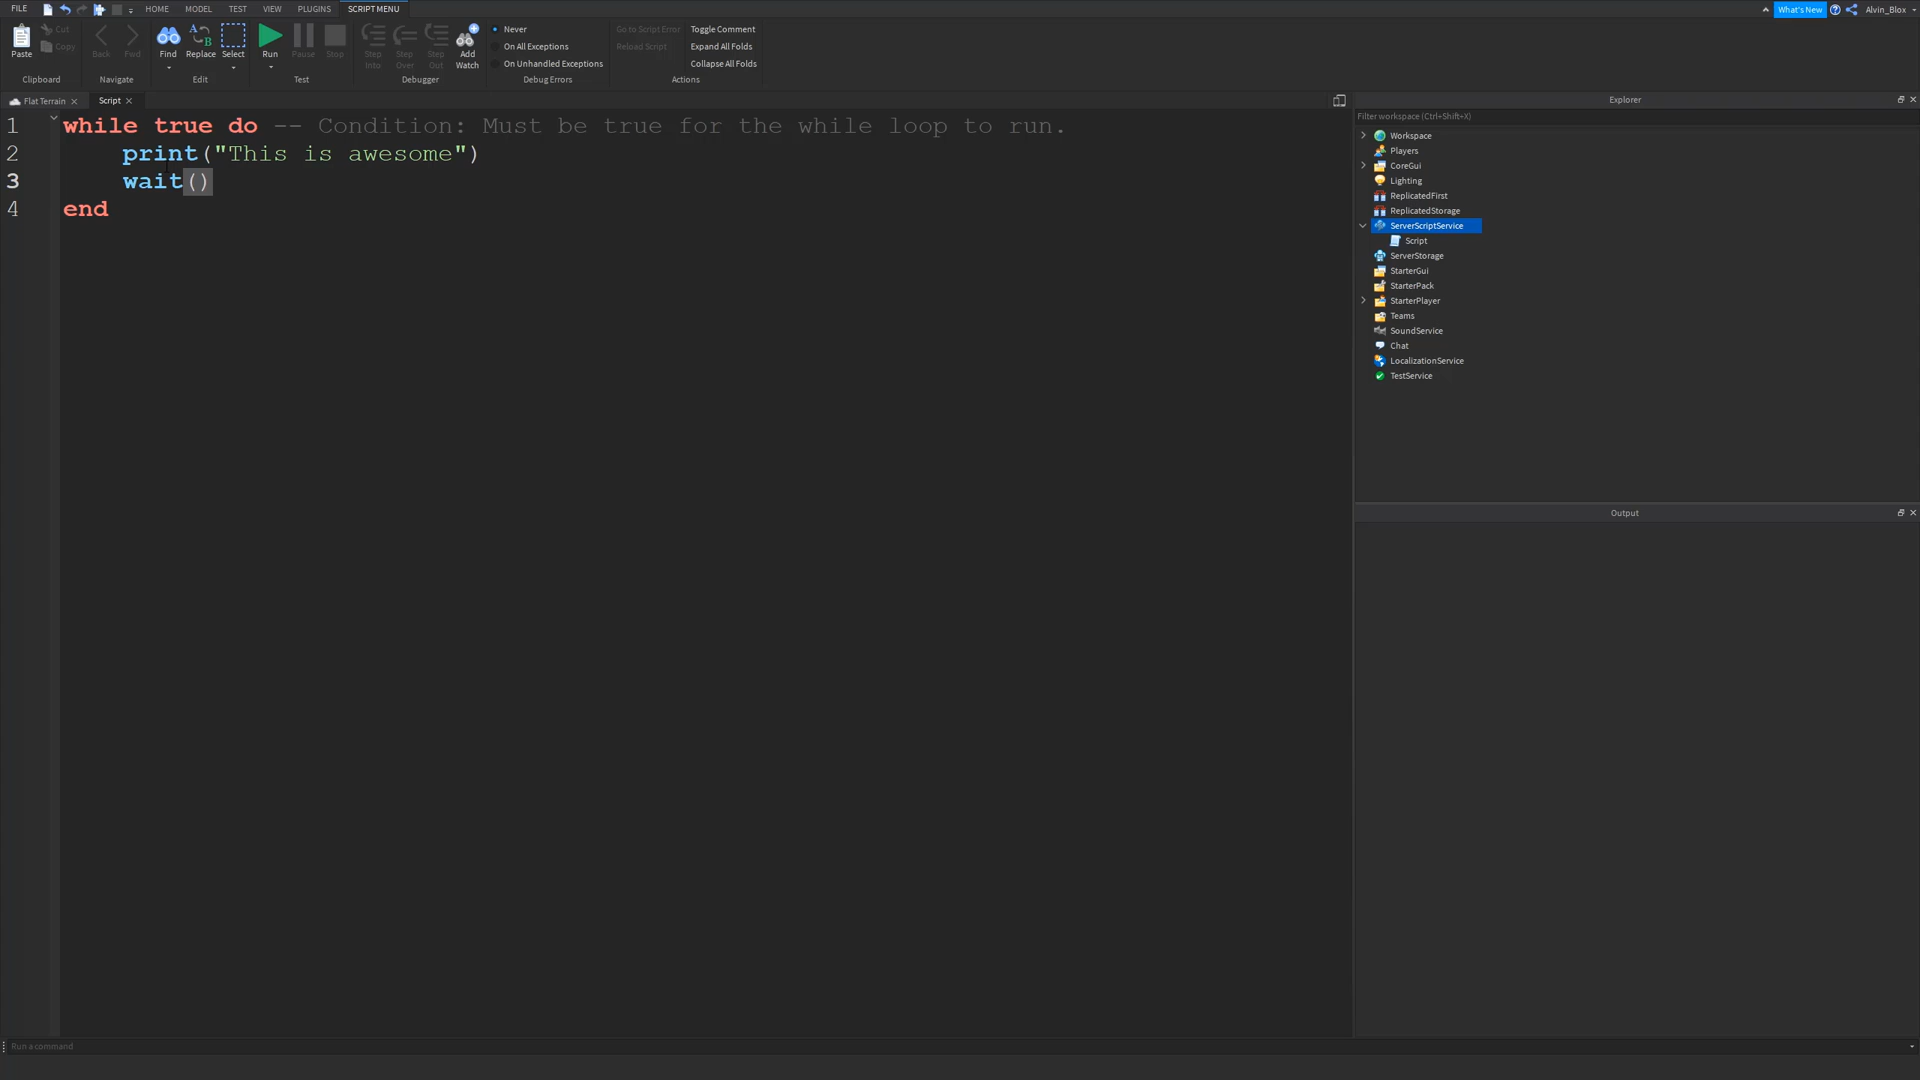 FILE HOME MODEL TEST VIEW PLUGINS SCRIPT MENU What's New Alvin_Blox
Paste Cut Copy Clipboard
Back Find Navigate
Find Replace Select Edit
Run Pause Stop Test
Step Into Step Over Step Out Add Watch Debugger
Never
On All Exceptions
On Unhandled Exceptions
Debug Errors
Go to Script Error Toggle Comment
Reload Script Expand All Folds
Collapse All Folds
Actions
Flat Terrain Script
1 while true do -- Condition: Must be true for the while loop to run.
2 print("This is awesome")
3 wait()
4 end
Explorer
Filter workspace (Ctrl+Shift+X)
Workspace
Players
CoreGui
Lighting
ReplicatedFirst
ReplicatedStorage
ServerScriptService
Script
ServerStorage
StarterGui
StarterPack
StarterPlayer
Teams
SoundService
Chat
LocalizationService
TestService
Output
Run a command